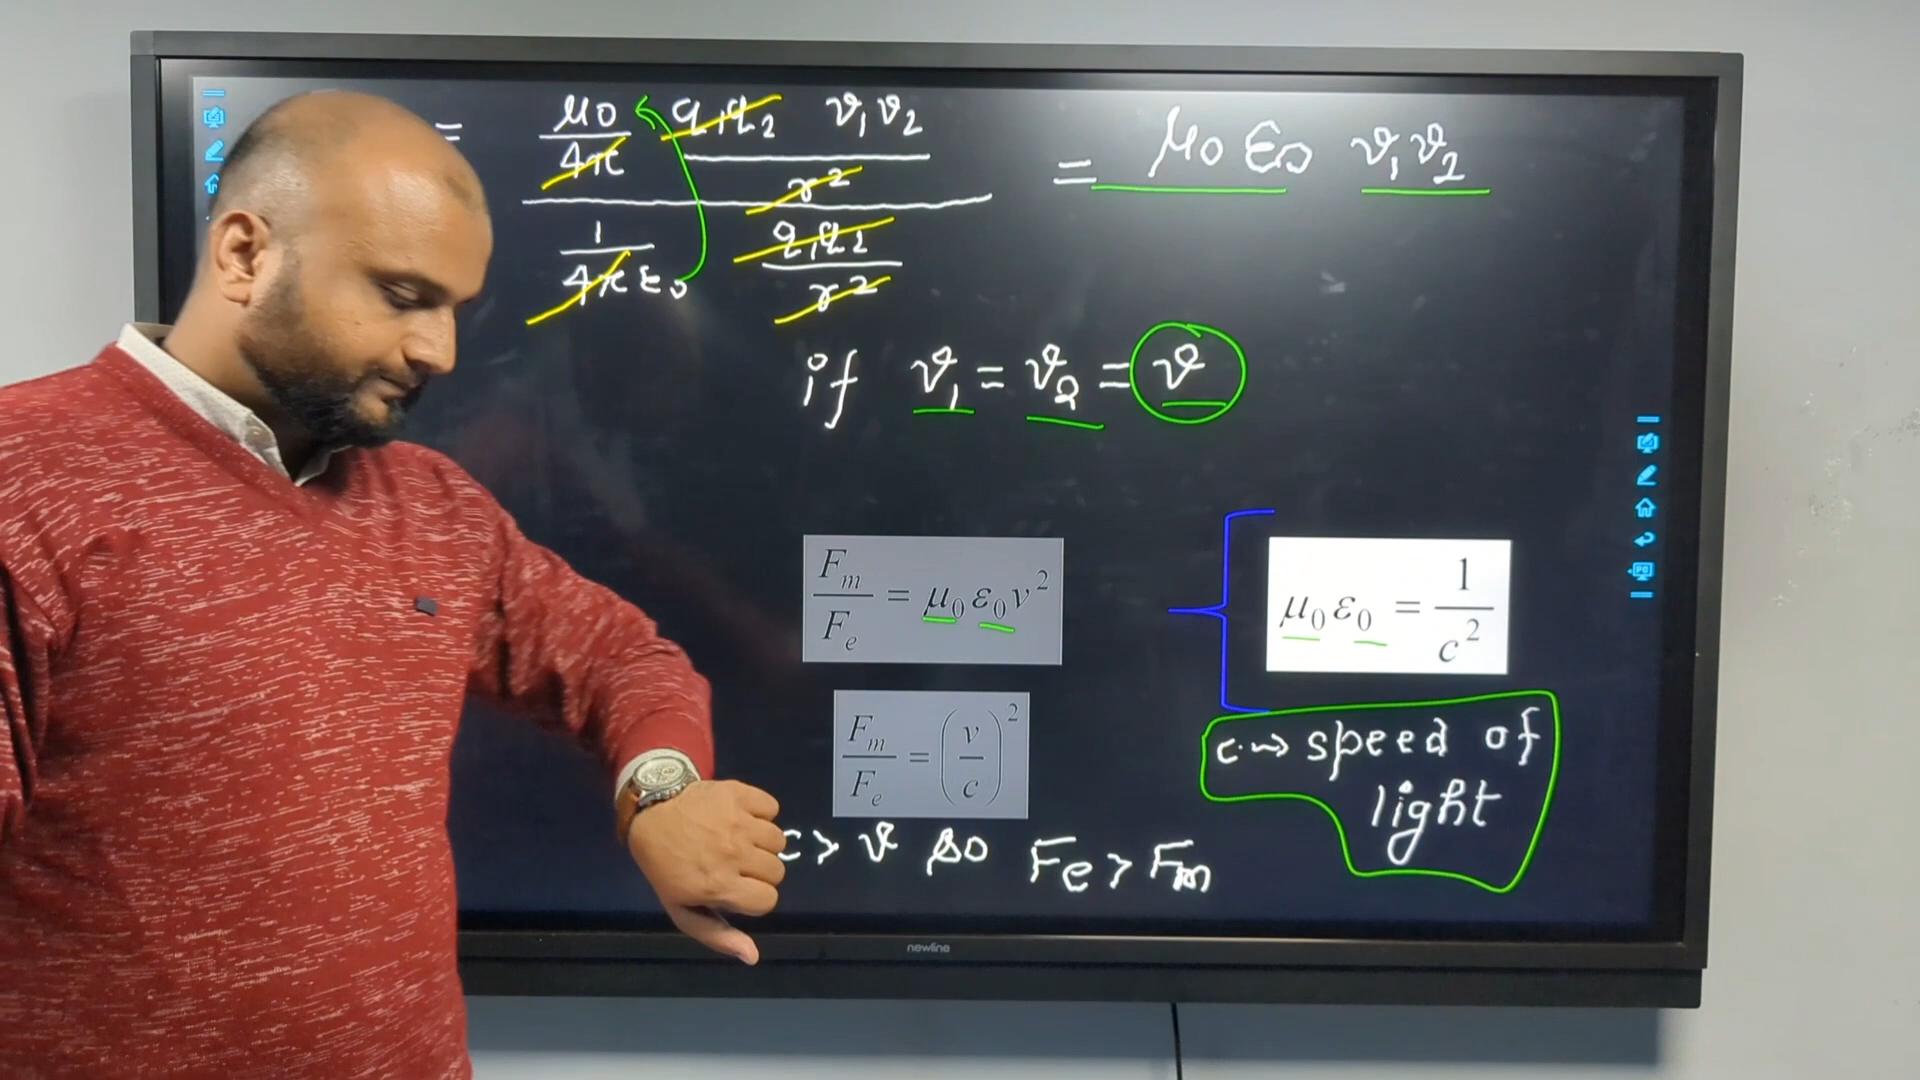 = μ0/4π q1q2 v1v2/r² / 1/4πε0 q1q2/r² = μ0 ε0 v1v2
if v1 = v2 = v
Fm/Fe = μ0 ε0 v²
μ0 ε0 = 1/c²
Fm/Fe = (v/c)²
c → speed of
light
c > v so Fe > Fm
newline